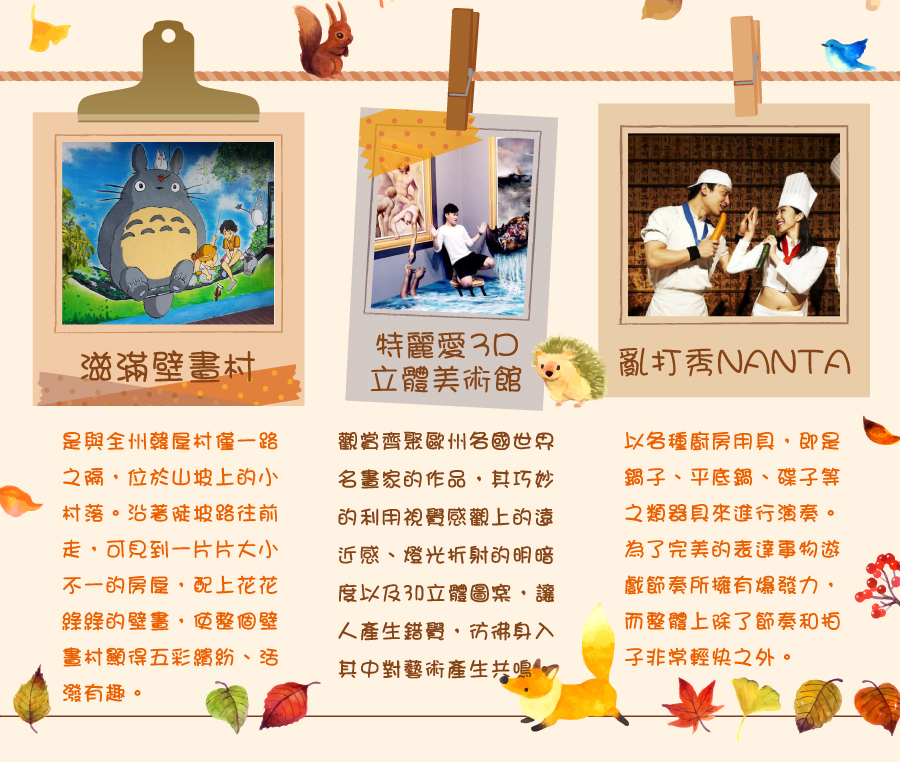 滋滿壁畫村
是與全州韓屋村僅一路
之隔，位於山坡上的小
村落。沿著陡坡路往前
走，可見到一片片大小
不一的房屋，配上花花
綠綠的壁畫，使整個壁
畫村顯得五彩繽紛、活
潑有趣。
特麗愛3D
立體美術館
觀賞齊聚歐州各國世界
名畫家的作品，其巧妙
的利用視覺感觀上的遠
近感、燈光折射的明暗
度以及3D立體圖案，讓
人產生錯覺，彷彿身入
其中對藝術產生共鳴
亂打秀NANTA
以各種廚房用具，即是
鍋子、平底鍋、碟子等
之類器具來進行演奏。
為了完美的表達事物遊
戲節奏所擁有爆發力，
而整體上除了節奏和拍
子非常輕快之外。